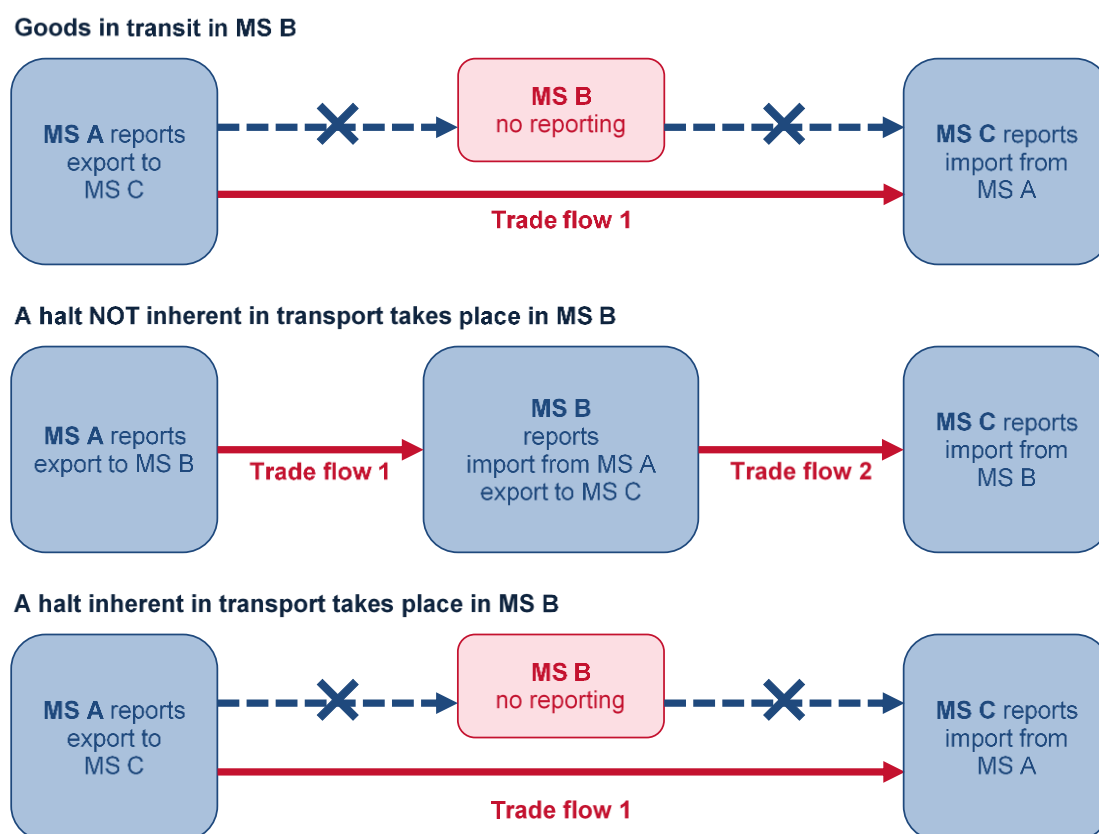 Goods in transit in MS B
MS A reports
export to
MS C
MS B
no reporting
MS C reports
import from
MS A
Trade flow 1
A halt NOT inherent in transport takes place in MS B
MS A reports
export to MS B
Trade flow 1
MS B
reports
import from MS A
export to MS C
Trade flow 2
MS C reports
import from
MS B
A halt inherent in transport takes place in MS B
MS A reports
export to
MS C
MS B
no reporting
MS C reports
import from
MS A
Trade flow 1